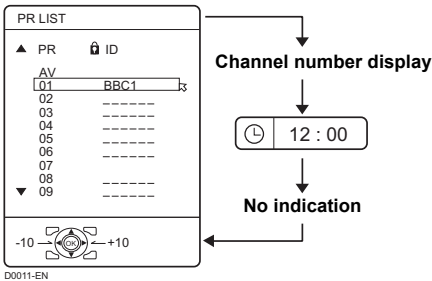 PR LIST
PR ID
AV
01 BBC1
02 ______
03 ______
04 ______
05 ______
06 ______
07
08 ______
09 ______
-10 OK +10
D0011-EN
Channel number display
12 : 00
No indication